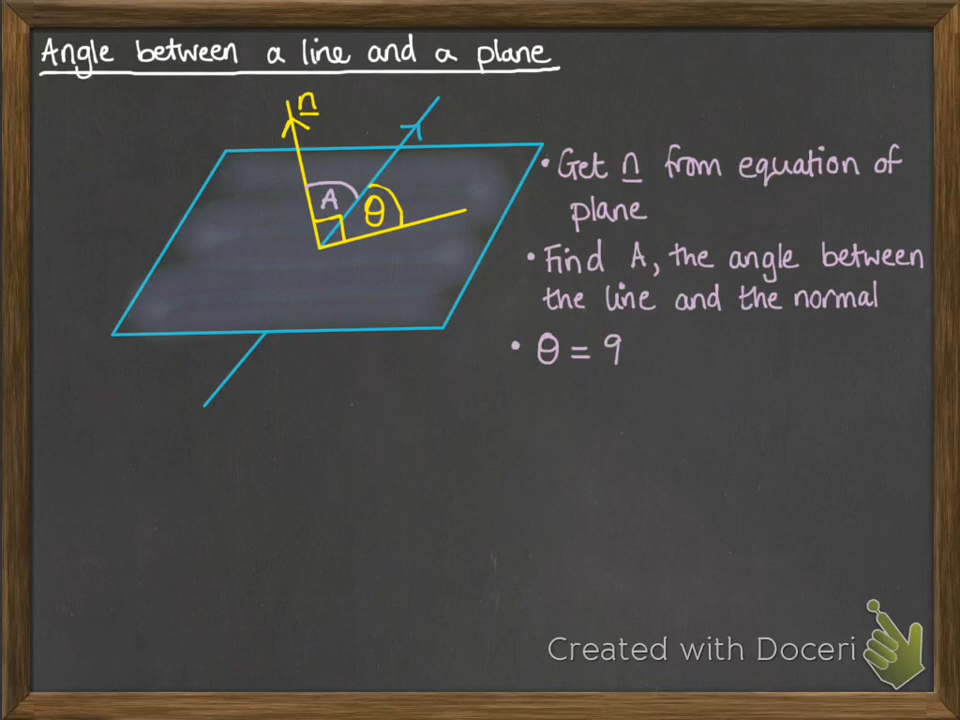 Angle between a line and a plane
n
A
θ
• Get n from equation of
plane
• Find A, the angle between
the line and the normal
• θ = 9
Created with Doceri